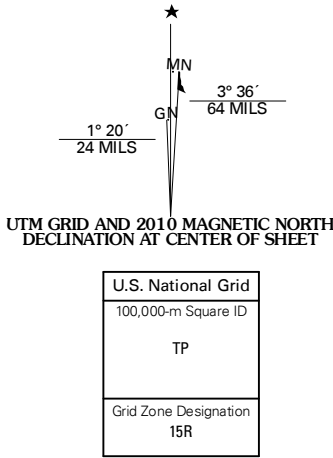 ★
MN
3° 36´
64 MILS
GN
1° 20´
24 MILS
UTM GRID AND 2010 MAGNETIC NORTH
DECLINATION AT CENTER OF SHEET
U.S. National Grid
100,000-m Square ID
TP
Grid Zone Designation
15R